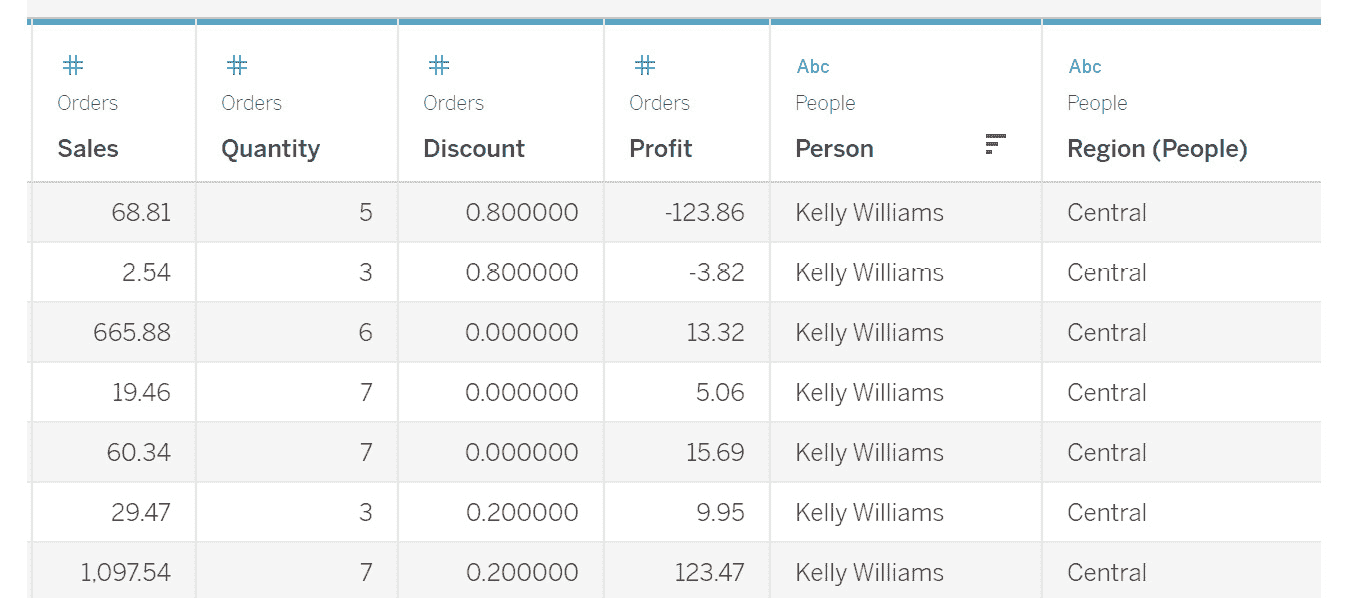 # # # # Abc Abc
Orders Orders Orders Orders People People
Sales Quantity Discount Profit Person Region (People)
68.81 5 0.800000 -123.86 Kelly Williams Central
2.54 3 0.800000 -3.82 Kelly Williams Central
665.88 6 0.000000 13.32 Kelly Williams Central
19.46 7 0.000000 5.06 Kelly Williams Central
60.34 7 0.000000 15.69 Kelly Williams Central
29.47 3 0.200000 9.95 Kelly Williams Central
1,097.54 7 0.200000 123.47 Kelly Williams Central